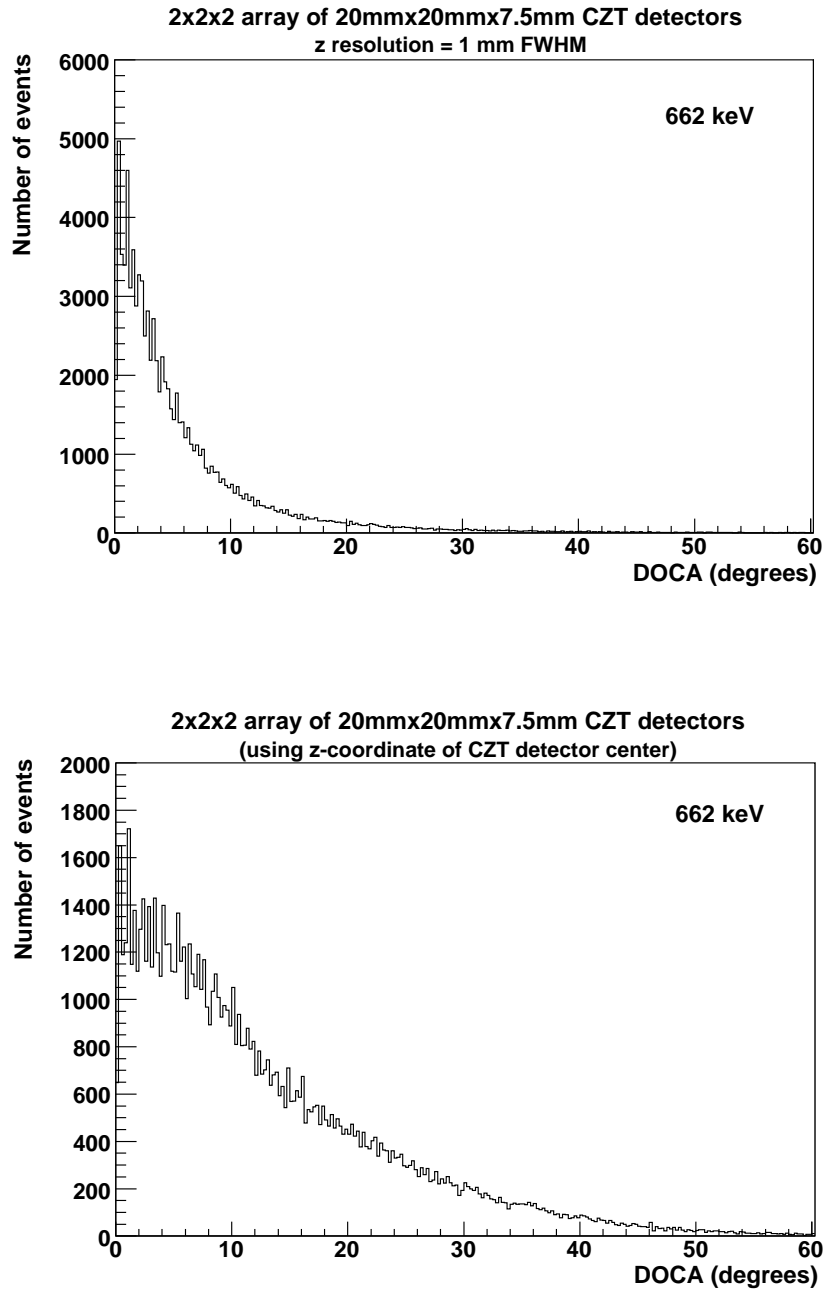 2x2x2 array of 20mmx20mmx7.5mm CZT detectors
z resolution = 1 mm FWHM
Number of events
6000
5000
4000
3000
2000
1000
0
662 keV
0 10 20 30 40 50 60
DOCA (degrees)
2x2x2 array of 20mmx20mmx7.5mm CZT detectors
(using z-coordinate of CZT detector center)
Number of events
2000
1800
1600
1400
1200
1000
800
600
400
200
0
662 keV
0 10 20 30 40 50 60
DOCA (degrees)